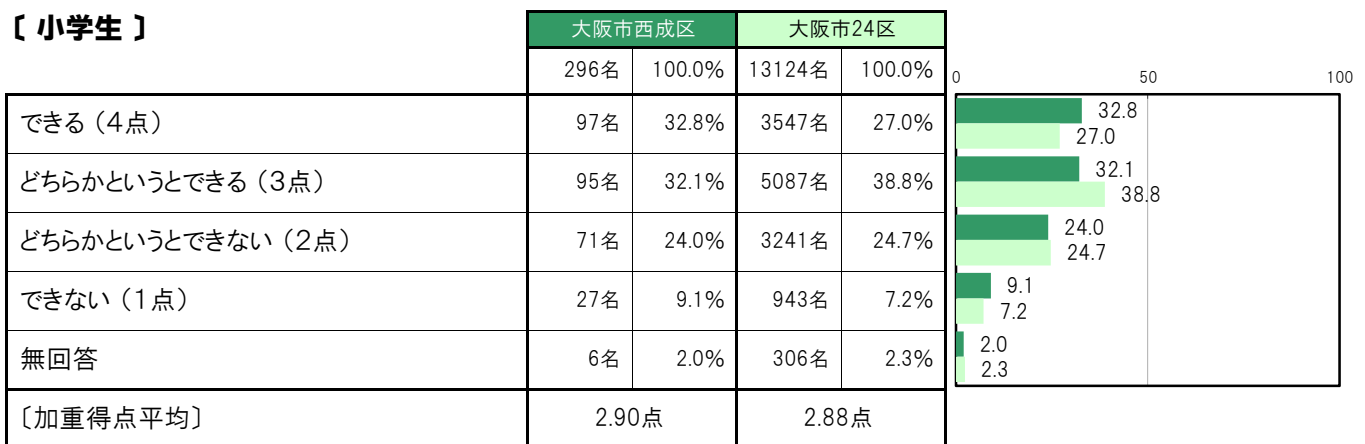 〔 小学生 〕
大阪市西成区 大阪市24区
296名 100.0% 13124名 100.0%
0 50 100
できる（4点） 97名 32.8% 3547名 27.0%
32.8
27.0
どちらかというとできる（3点） 95名 32.1% 5087名 38.8%
32.1
38.8
どちらかというとできない（2点） 71名 24.0% 3241名 24.7%
24.0
24.7
できない（1点） 27名 9.1% 943名 7.2%
9.1
7.2
無回答 6名 2.0% 306名 2.3%
2.0
2.3
〔加重得点平均〕 2.90点 2.88点